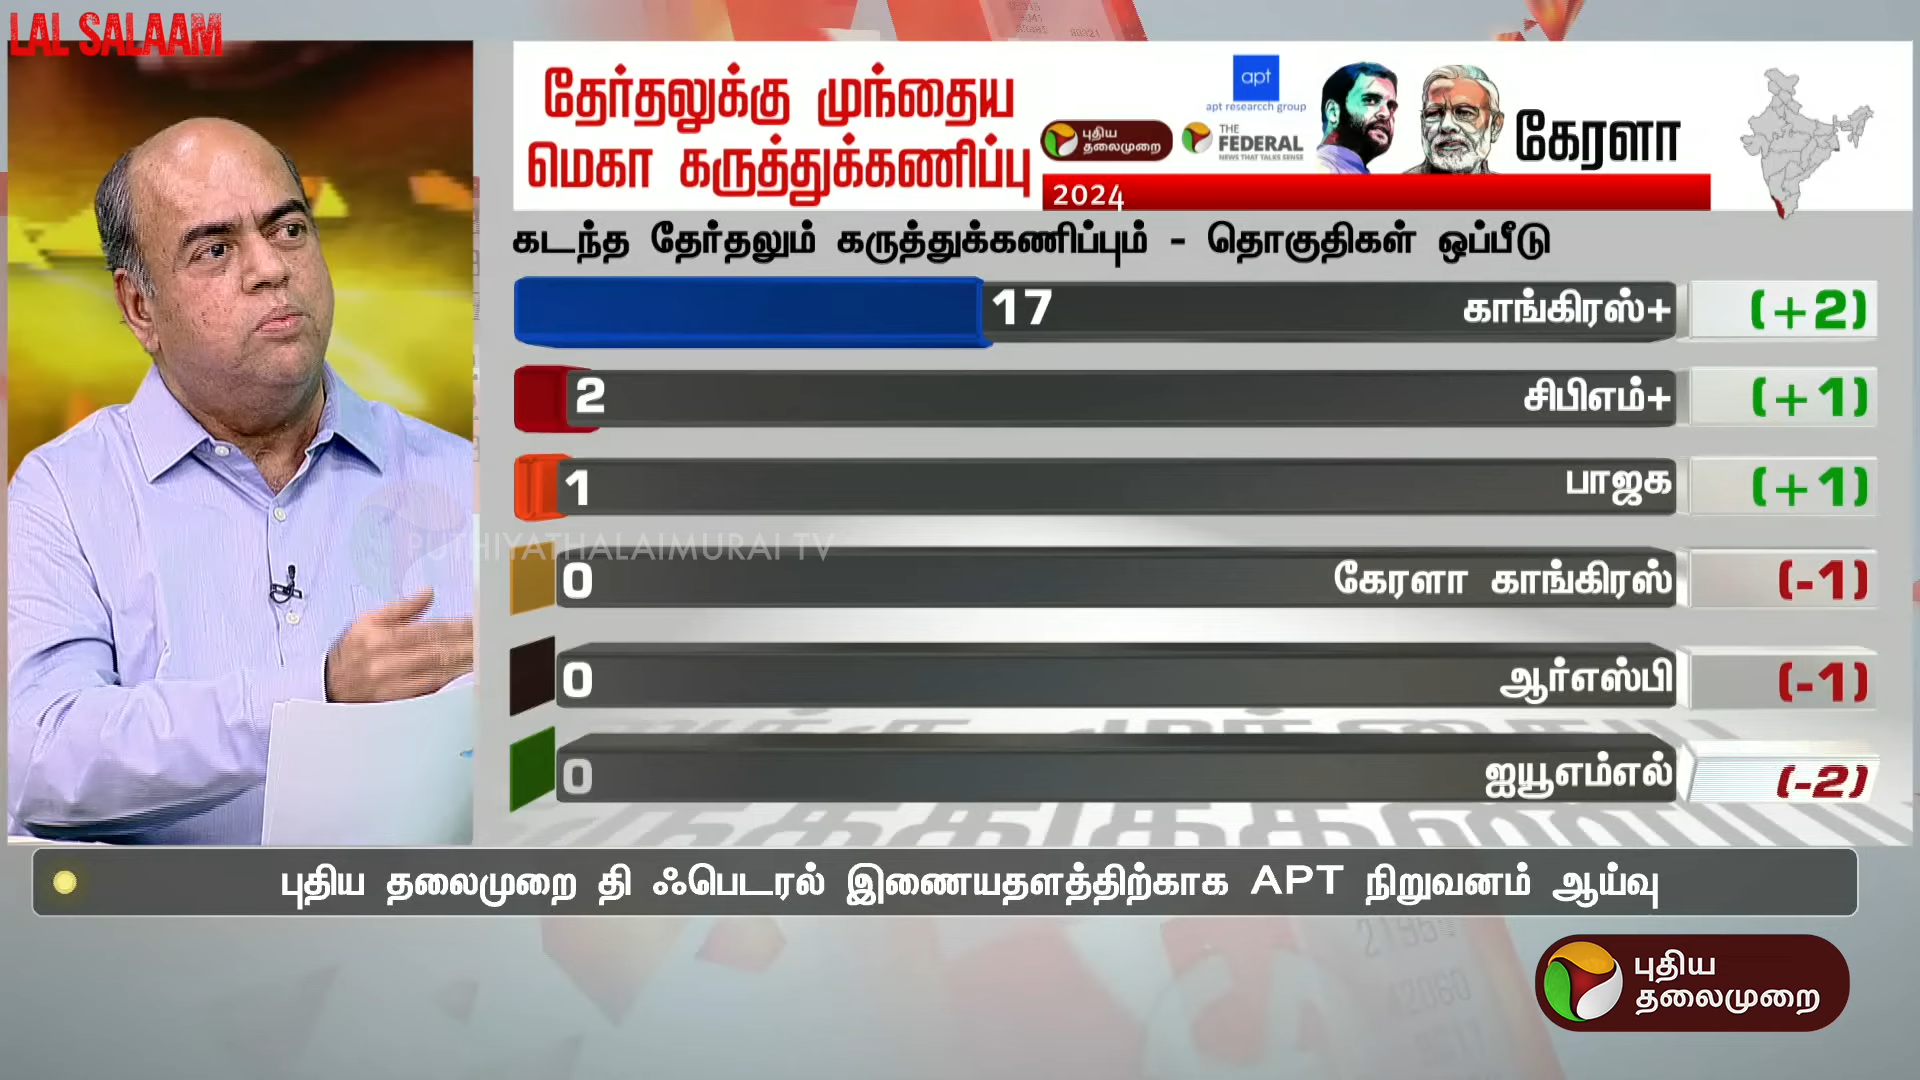 LAL SALAAM
தேர்தலுக்கு முந்தைய
மெகா கருத்துக்கணிப்பு
apt
apt researcch group
புதிய
தலைமுறை
THE
FEDERAL
NEWS THAT TALKS SENSE
கேரளா
2024
கடந்த தேர்தலும் கருத்துக்கணிப்பும் - தொகுதிகள் ஒப்பீடு
17 காங்கிரஸ்+ (+2)
2 சிபிஎம்+ (+1)
1 பாஜக (+1)
PUTHIYATHALAIMURAI TV
0 கேரளா காங்கிரஸ் (-1)
0 ஆர்எஸ்பி (-1)
0 ஐயூஎம்எல் (-2)
புதிய தலைமுறை தி ஃபெடரல் இணையதளத்திற்காக APT நிறுவனம் ஆய்வு
புதிய
தலைமுறை